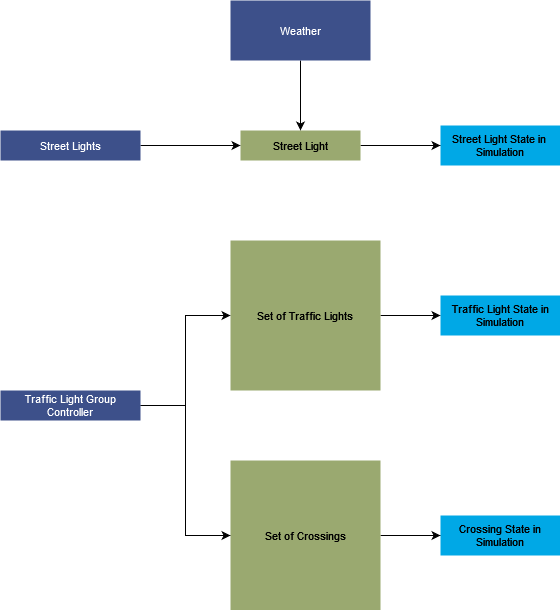 Weather
Street Lights
Street Light
Street Light State in
Simulation
Set of Traffic Lights
Traffic Light State in
Simulation
Traffic Light Group
Controller
Set of Crossings
Crossing State in
Simulation